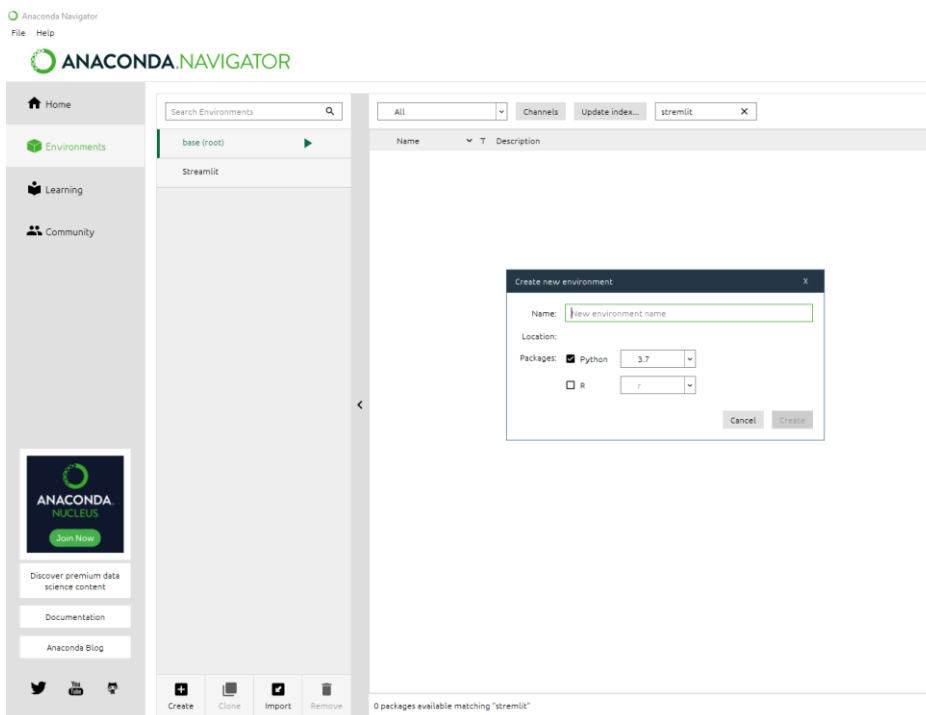 Anaconda Navigator
File Help
ANACONDA.NAVIGATOR
Home
Environments
Learning
Community
ANACONDA.
NUCLEUS
Join Now
Discover premium data
science content
Documentation
Anaconda Blog
You
Tube
Search Environments
base (root)
Streamlit
Create Clone Import Remove
All Channels Update index... stremlit X
Name T Description
Create new environment X
Name: New environment name
Location:
Packages: Python 3.7
R r
Cancel Create
0 packages available matching "stremlit"